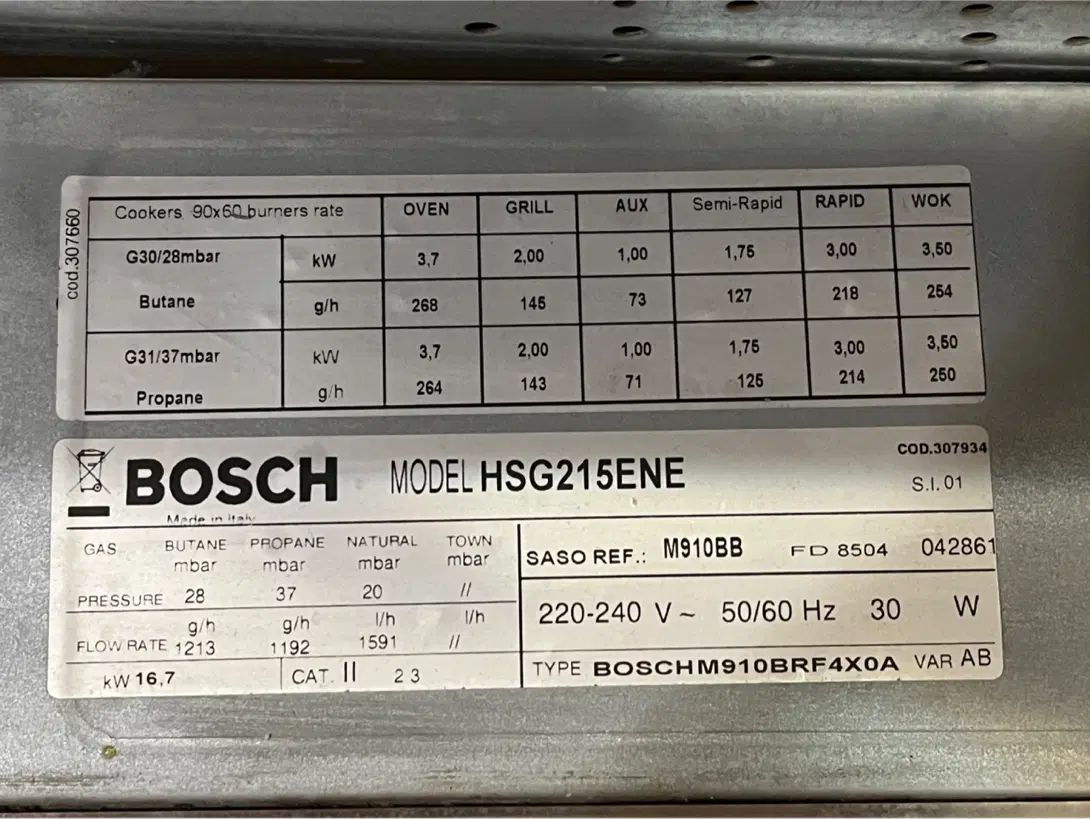 cod.307660
Cookers 90x60 burners rate OVEN GRILL AUX Semi-Rapid RAPID WOK
G30/28mbar kW 3,7 2,00 1,00 1,75 3,00 3,50
Butane g/h 268 145 73 127 218 254
G31/37mbar kW 3,7 2,00 1,00 1,75 3,00 3,50
Propane g/h 264 143 71 125 214 250
BOSCH MODEL HSG215ENE COD.307934
S.I. 01
Made in Italy
GAS BUTANE mbar PROPANE mbar NATURAL mbar TOWN mbar
PRESSURE 28 37 20 //
g/h g/h l/h l/h
FLOW RATE 1213 1192 1591 //
kW 16,7 CAT. II 2 3
SASO REF.: M910BB FD 8504 042861
220-240 V ~ 50/60 Hz 30 W
TYPE BOSCHM910BRF4X0A VAR AB